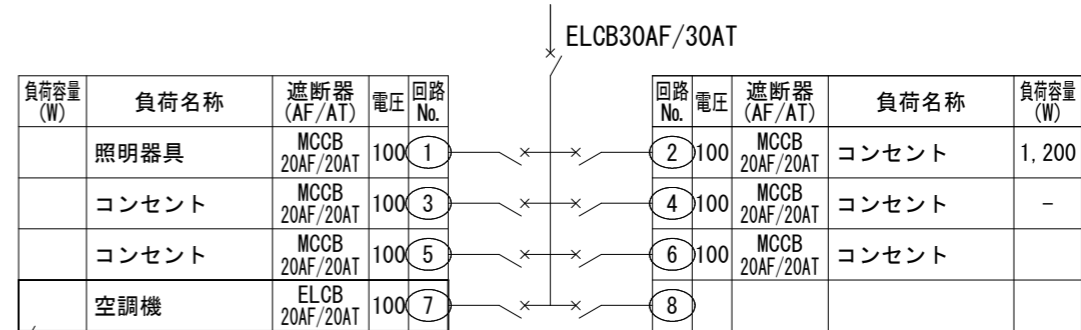 ELCB30AF/30AT
負荷容量(W) 負荷名称 遮断器(AF/AT) 電圧 回路No. 回路No. 電圧 遮断器(AF/AT) 負荷名称 負荷容量(W)
照明器具 MCCB 20AF/20AT 100 1 2 100 MCCB 20AF/20AT コンセント 1,200
コンセント MCCB 20AF/20AT 100 3 4 100 MCCB 20AF/20AT コンセント −
コンセント MCCB 20AF/20AT 100 5 6 100 MCCB 20AF/20AT コンセント
空調機 ELCB 20AF/20AT 100 7 8